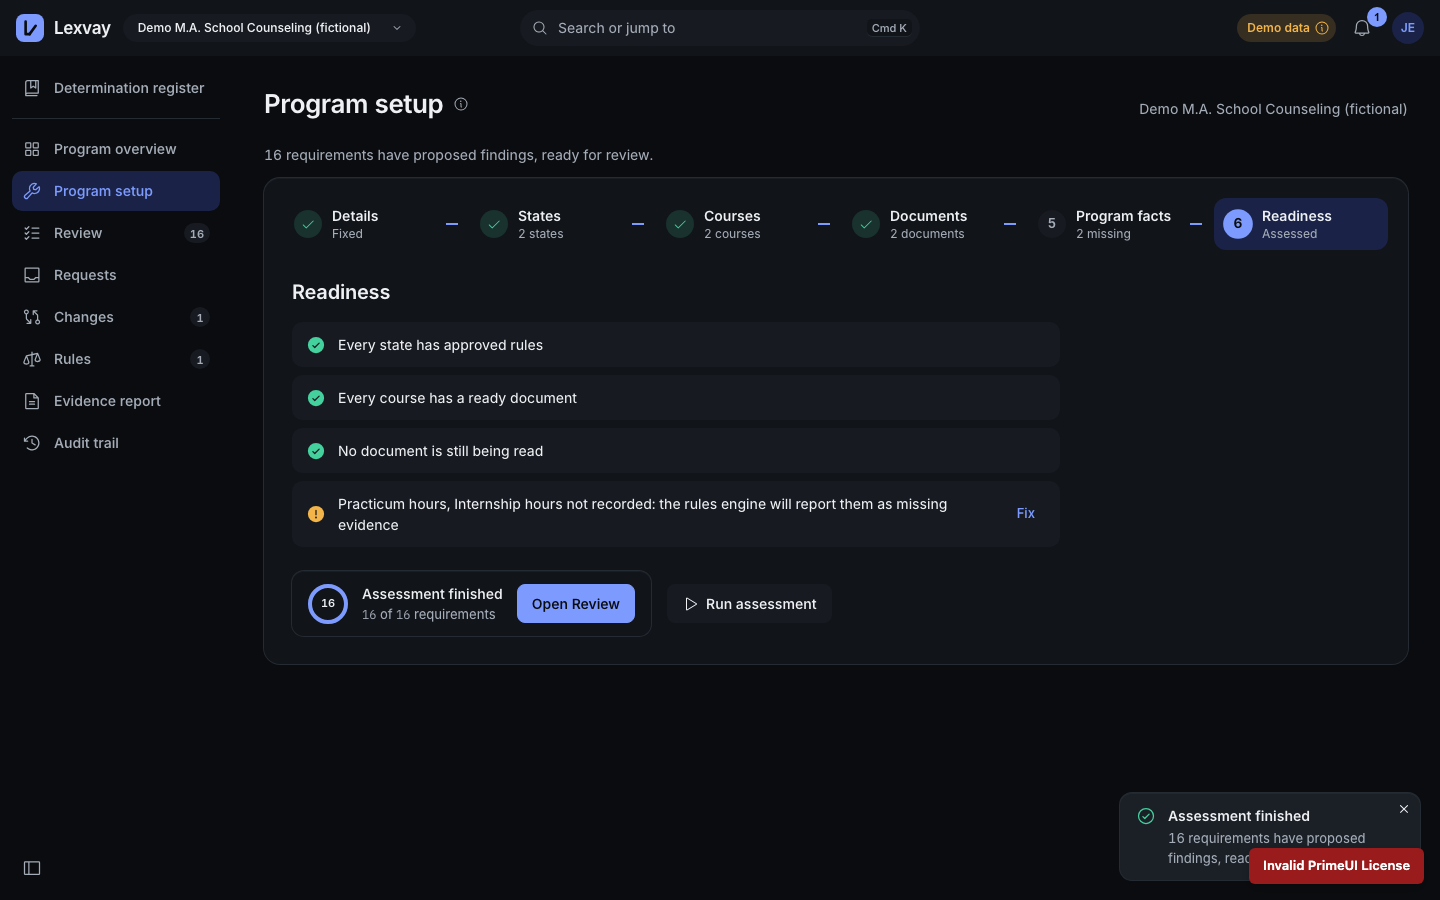 Lexvay
Demo M.A. School Counseling (fictional)
Search or jump to
Cmd K
Demo data
1
JE
Determination register
Program overview
Program setup
Review
16
Requests
Changes
1
Rules
1
Evidence report
Audit trail
Program setup
Demo M.A. School Counseling (fictional)
16 requirements have proposed findings, ready for review.
Details
Fixed
States
2 states
Courses
2 courses
Documents
2 documents
5
Program facts
2 missing
6
Readiness
Assessed
Readiness
Every state has approved rules
Every course has a ready document
No document is still being read
Practicum hours, Internship hours not recorded: the rules engine will report them as missing
evidence
Fix
16
Assessment finished
16 of 16 requirements
Open Review
Run assessment
Assessment finished
16 requirements have proposed
findings,
Invalid PrimeUI License